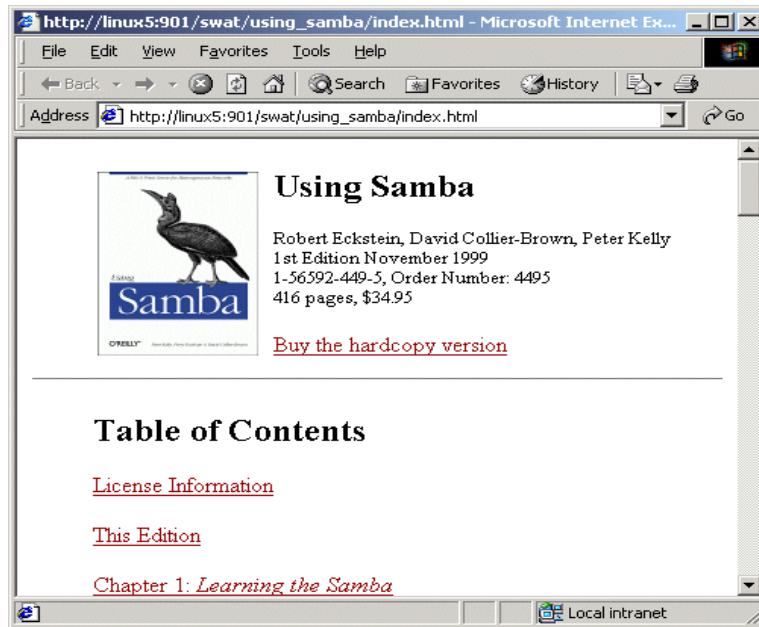 http://linux5:901/swat/using_samba/index.html - Microsoft Internet Ex...
File Edit View Favorites Tools Help
Back Search Favorites History
Address http://linux5:901/swat/using_samba/index.html Go
Using Samba
Robert Eckstein, David Collier-Brown, Peter Kelly
1st Edition November 1999
1-56592-449-5, Order Number: 4495
416 pages, $34.95
Buy the hardcopy version
Using
Samba
O'REILLY
Table of Contents
License Information
This Edition
Chapter 1: Learning the Samba
Local intranet